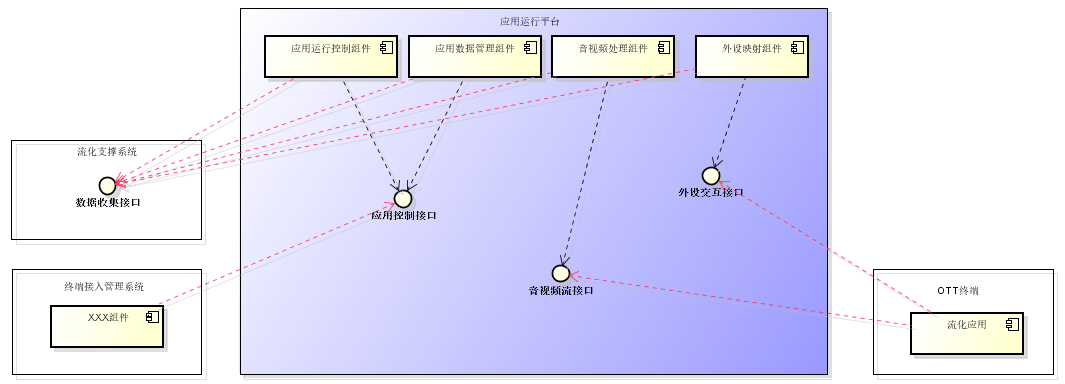 应用运行平台
应用运行控制组件
应用数据管理组件
音视频处理组件
外设映射组件
流化支撑系统
数据收集接口
应用控制接口
外设交互接口
音视频流接口
终端接入管理系统
XXX组件
OTT终端
流化应用